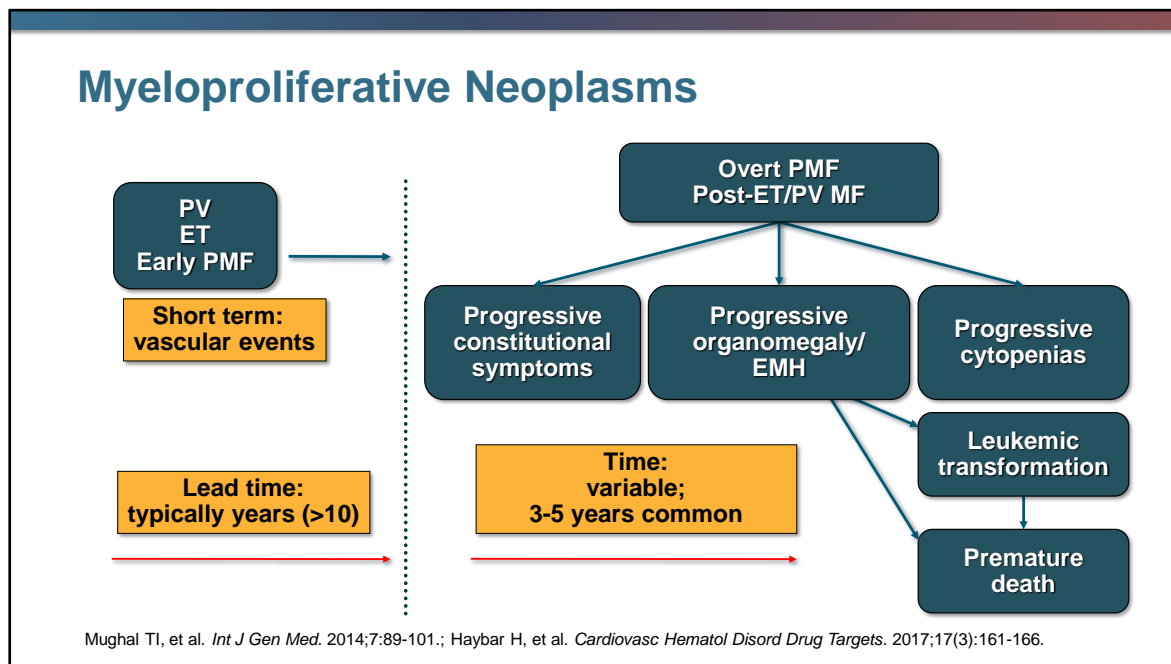 Myeloproliferative Neoplasms
PV
ET
Early PMF
Short term:
vascular events
Lead time:
typically years (>10)
Overt PMF
Post-ET/PV MF
Progressive
constitutional
symptoms
Progressive
organomegaly/
EMH
Progressive
cytopenias
Time:
variable;
3-5 years common
Leukemic
transformation
Premature
death
Mughal TI, et al. Int J Gen Med. 2014;7:89-101.; Haybar H, et al. Cardiovasc Hematol Disord Drug Targets. 2017;17(3):161-166.